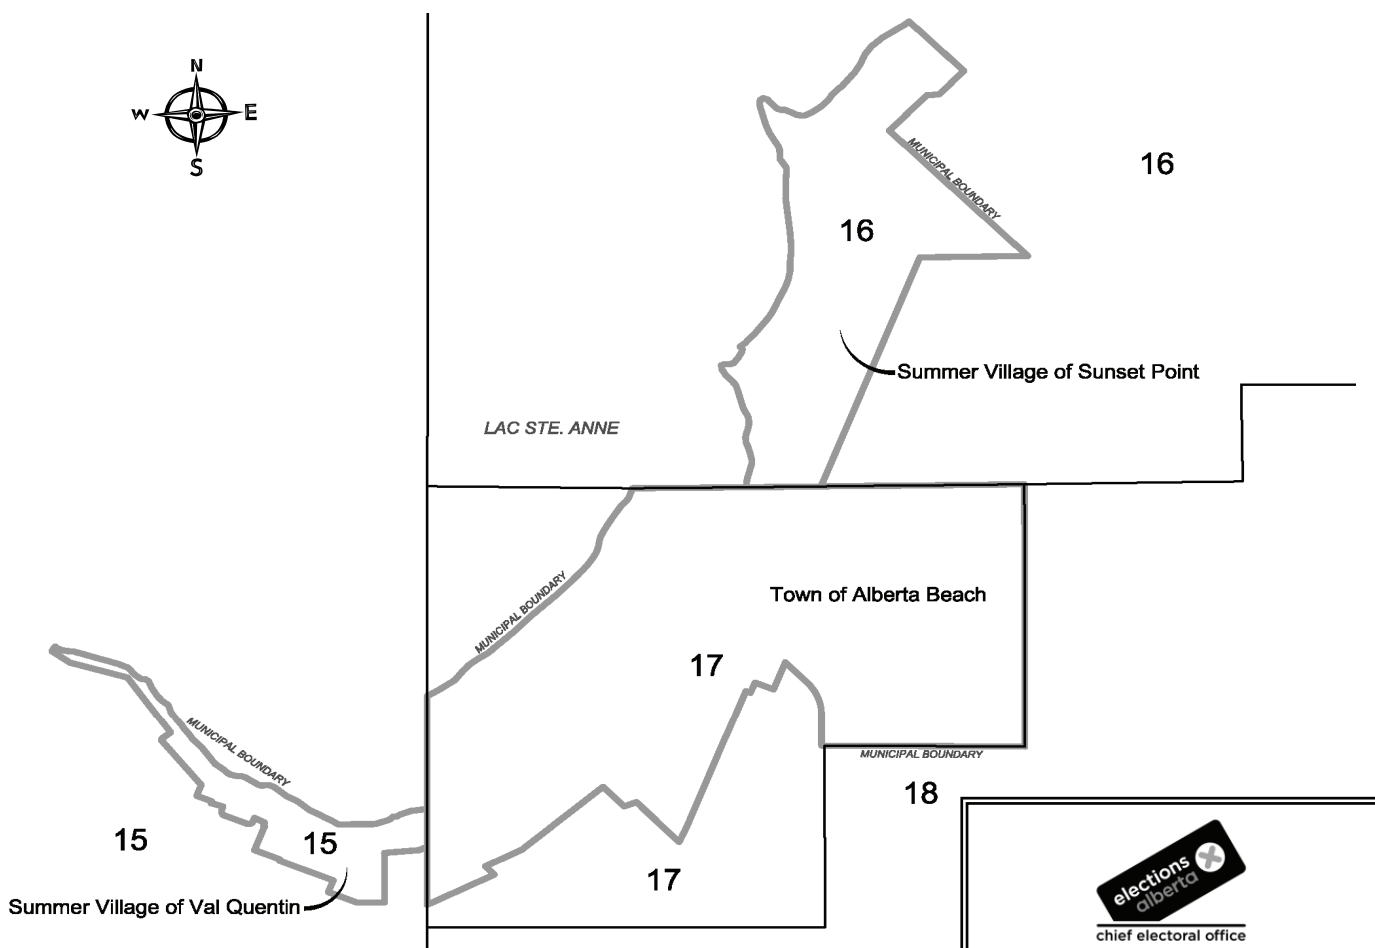 N
W E
S
MUNICIPAL BOUNDARY
16
16
Summer Village of Sunset Point
LAC STE. ANNE
MUNICIPAL BOUNDARY
Town of Alberta Beach
17
MUNICIPAL BOUNDARY
MUNICIPAL BOUNDARY
18
15
15
17
Summer Village of Val Quentin
elections
alberta
chief electoral office